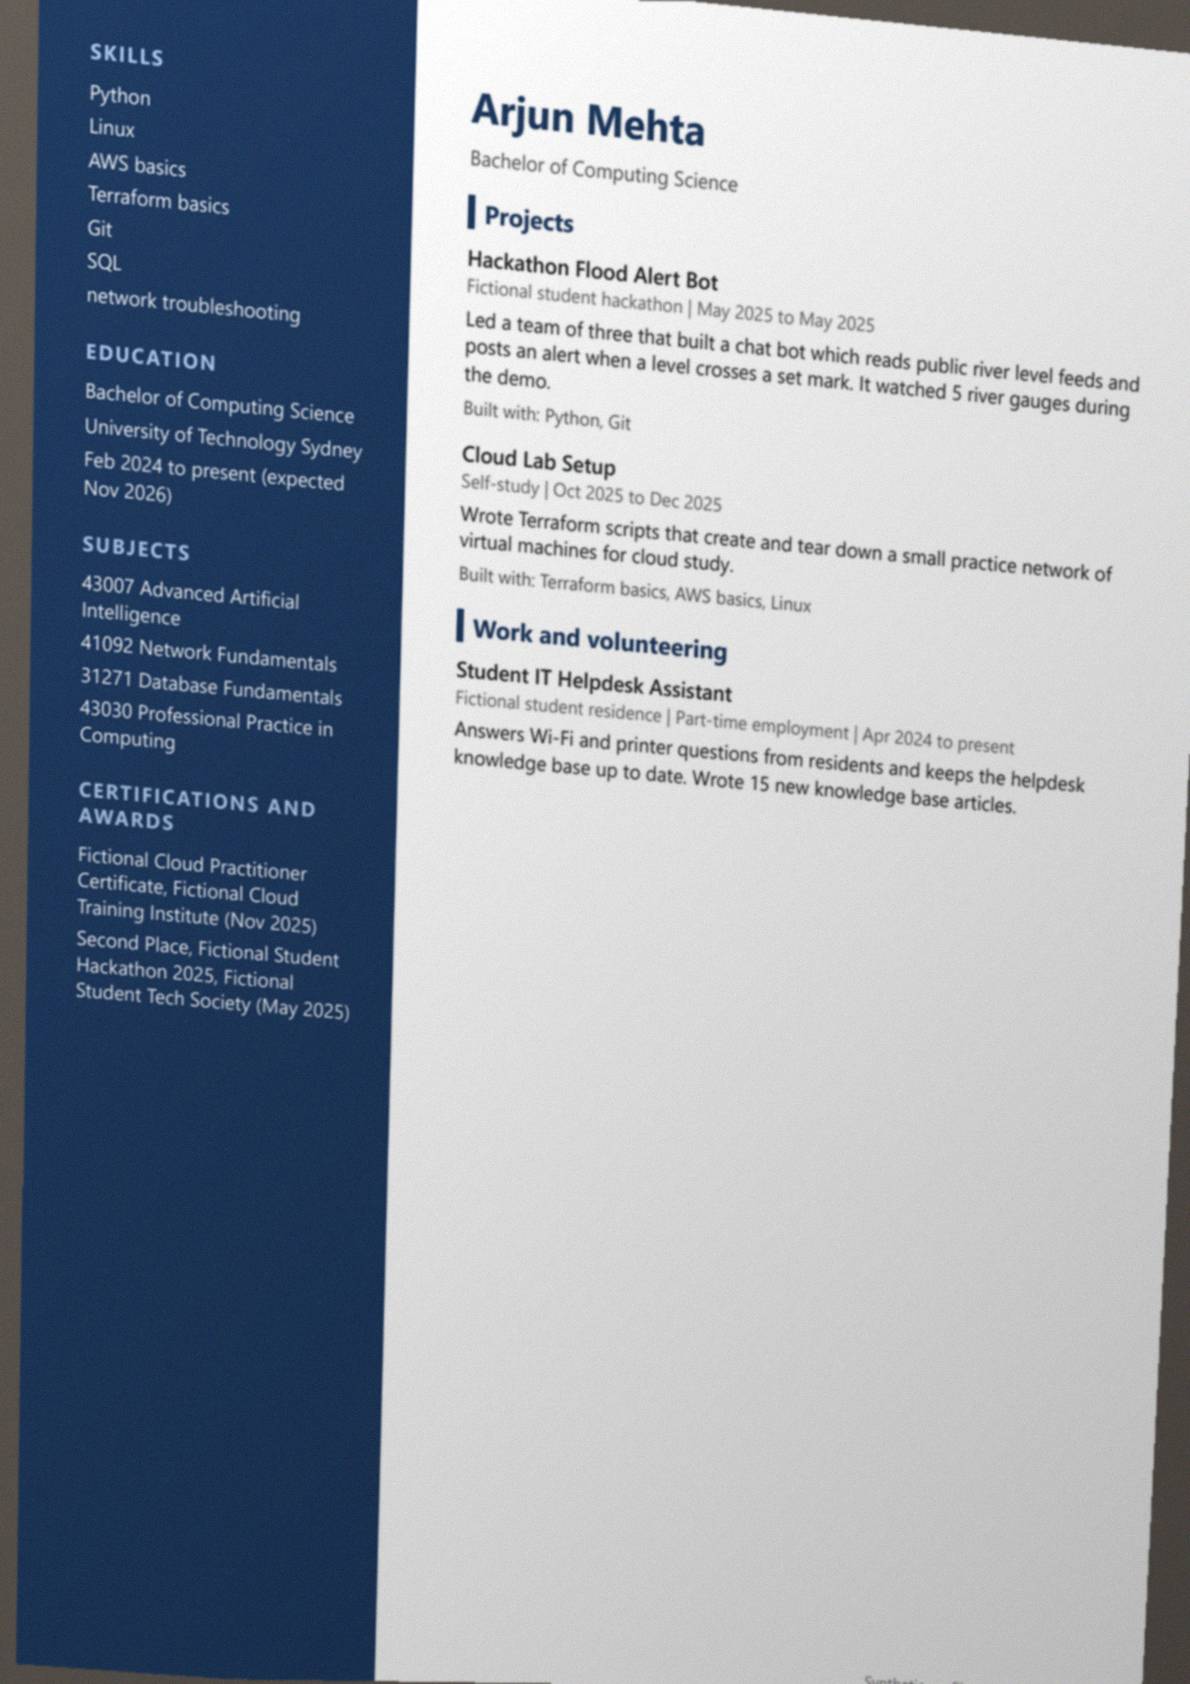 SKILLS
Python
Linux
AWS basics
Terraform basics
Git
SQL
network troubleshooting
EDUCATION
Bachelor of Computing Science
University of Technology Sydney
Feb 2024 to present (expected
Nov 2026)
SUBJECTS
43007 Advanced Artificial
Intelligence
41092 Network Fundamentals
31271 Database Fundamentals
43030 Professional Practice in
Computing
CERTIFICATIONS AND
AWARDS
Fictional Cloud Practitioner
Certificate, Fictional Cloud
Training Institute (Nov 2025)
Second Place, Fictional Student
Hackathon 2025, Fictional
Student Tech Society (May 2025)
Arjun Mehta
Bachelor of Computing Science
Projects
Hackathon Flood Alert Bot
Fictional student hackathon | May 2025 to May 2025
Led a team of three that built a chat bot which reads public river level feeds and
posts an alert when a level crosses a set mark. It watched 5 river gauges during
the demo.
Built with: Python, Git
Cloud Lab Setup
Self-study | Oct 2025 to Dec 2025
Wrote Terraform scripts that create and tear down a small practice network of
virtual machines for cloud study.
Built with: Terraform basics, AWS basics, Linux
Work and volunteering
Student IT Helpdesk Assistant
Fictional student residence | Part-time employment | Apr 2024 to present
Answers Wi-Fi and printer questions from residents and keeps the helpdesk
knowledge base up to date. Wrote 15 new knowledge base articles.